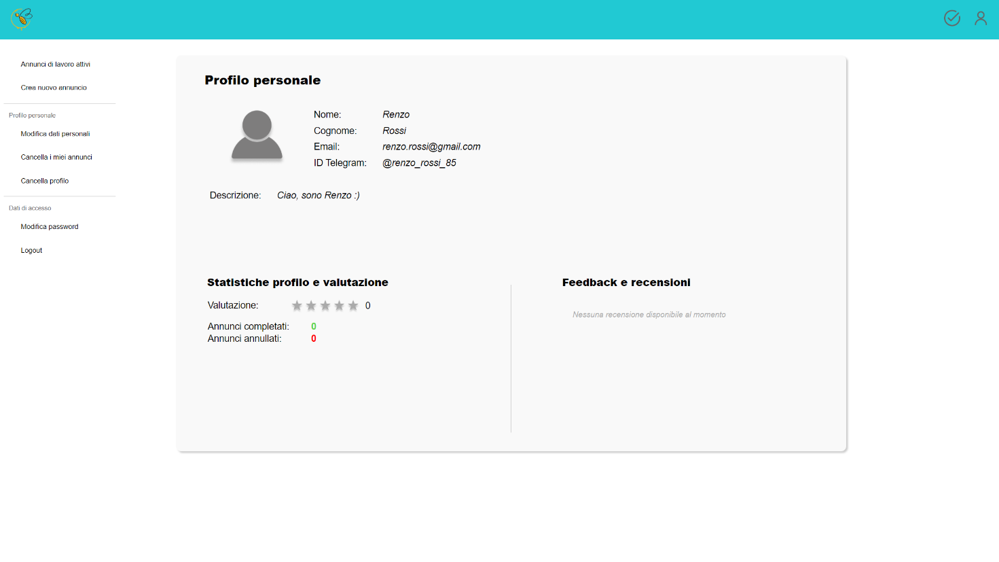 Annunci di lavoro attivi
Crea nuovo annuncio
Profilo personale
Modifica dati personali
Cancella i miei annunci
Cancella profilo
Dati di accesso
Modifica password
Logout
Profilo personale
Nome: Renzo
Cognome: Rossi
Email: renzo.rossi@gmail.com
ID Telegram: @renzo_rossi_85
Descrizione: Ciao, sono Renzo :)
Statistiche profilo e valutazione
Valutazione: 0
Annunci completati: 0
Annunci annullati: 0
Feedback e recensioni
Nessuna recensione disponibile al momento